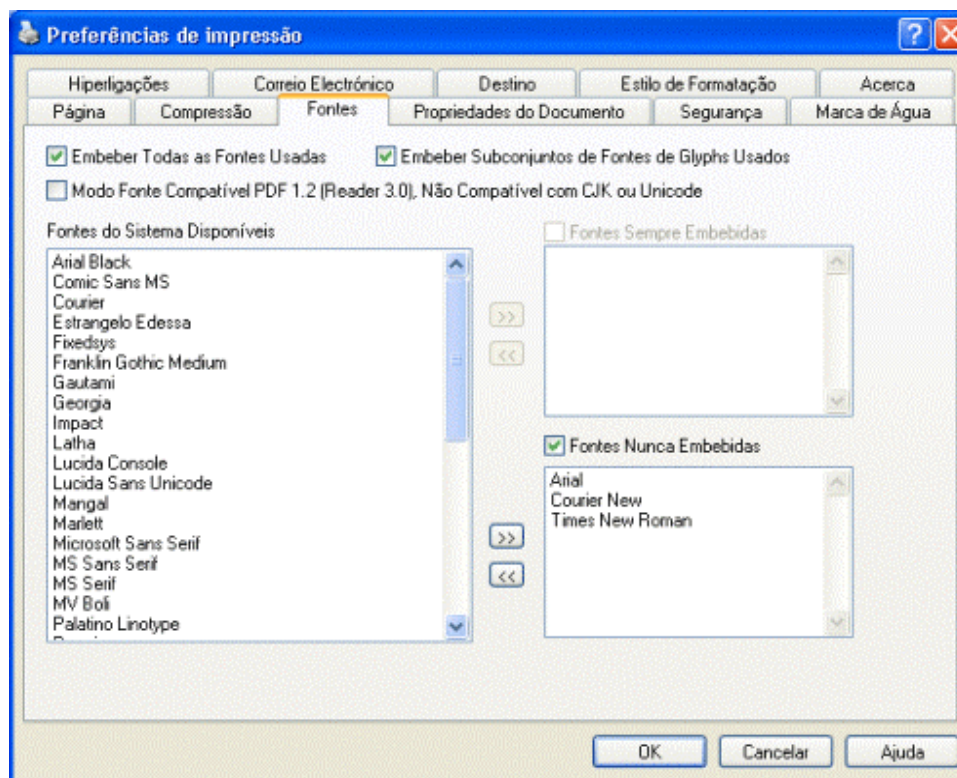 Preferências de impressão
Hiperligações Correio Electrónico Destino Estilo de Formatação Acerca
Página Compressão Fontes Propriedades do Documento Segurança Marca de Água
Embeber Todas as Fontes Usadas Embeber Subconjuntos de Fontes de Glyphs Usados
Modo Fonte Compatível PDF 1.2 (Reader 3.0), Não Compatível com CJK ou Unicode
Fontes do Sistema Disponíveis
Arial Black
Comic Sans MS
Courier
Estrangelo Edessa
Fixedsys
Franklin Gothic Medium
Gautami
Georgia
Impact
Latha
Lucida Console
Lucida Sans Unicode
Mangal
Marlett
Microsoft Sans Serif
MS Sans Serif
MS Serif
MV Boli
Palatino Linotype
>>
<<
>>
<<
Fontes Sempre Embebidas
Fontes Nunca Embebidas
Arial
Courier New
Times New Roman
OK Cancelar Ajuda